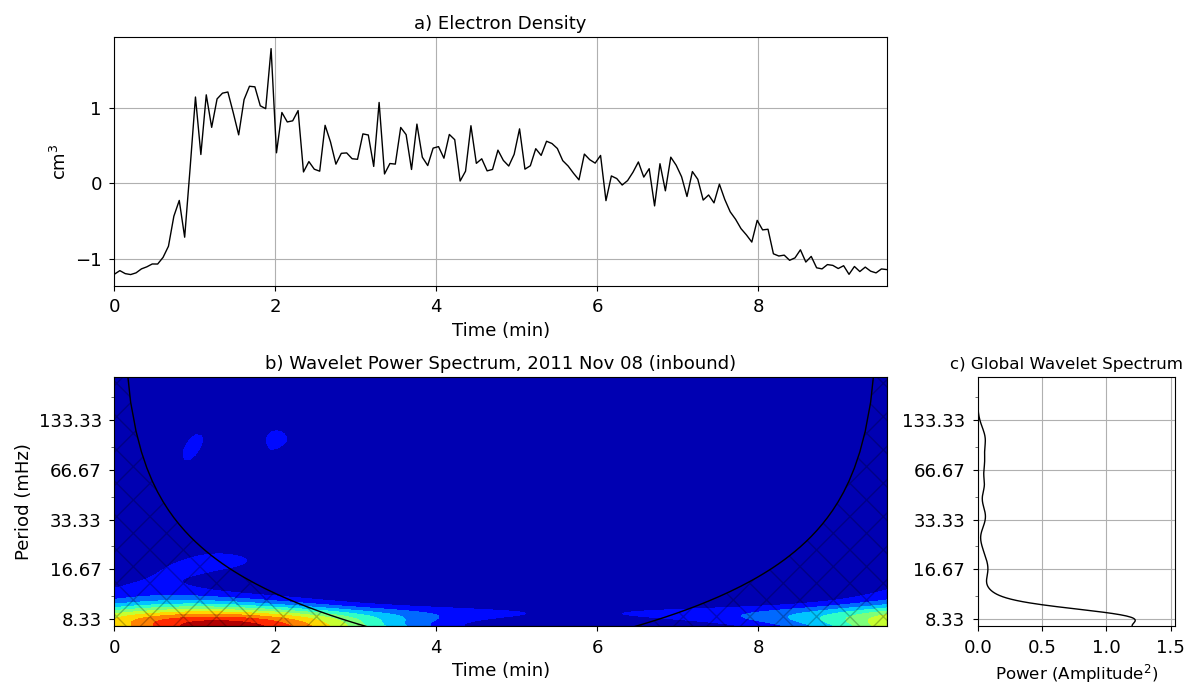 a) Electron Density
cm³
1
0
−1
0 2 4 6 8
Time (min)
b) Wavelet Power Spectrum, 2011 Nov 08 (inbound)
Period (mHz)
133.33
66.67
33.33
16.67
8.33
0 2 4 6 8
Time (min)
c) Global Wavelet Spectrum
133.33
66.67
33.33
16.67
8.33
0.0 0.5 1.0 1.5
Power (Amplitude²)